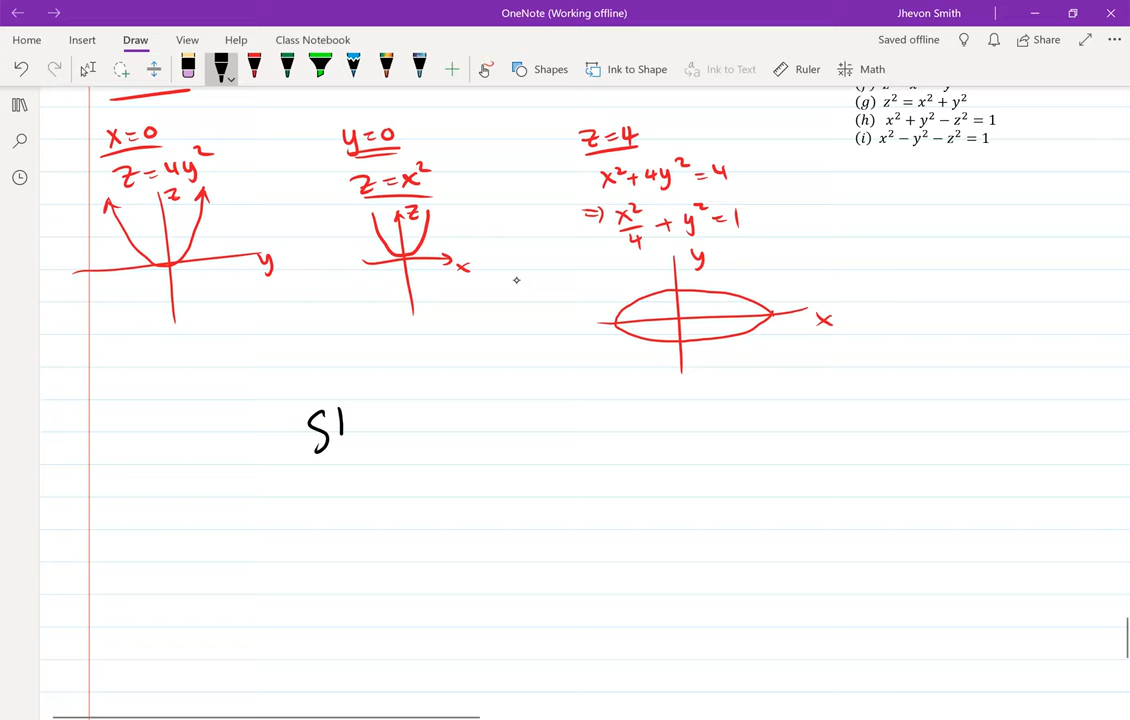 OneNote (Working offline)
Jhevon Smith
Home Insert Draw View Help Class Notebook
Saved offline
Share
Shapes
Ink to Shape
Ink to Text
Ruler
Math
(g) z² = x² + y²
(h) x² + y² − z² = 1
(i) x² − y² − z² = 1
x=0
z=4y²
z
y
y=0
z=x²
z
x
z=4
x²+4y²=4
=> x²/4 + y²=1
y
x
SI